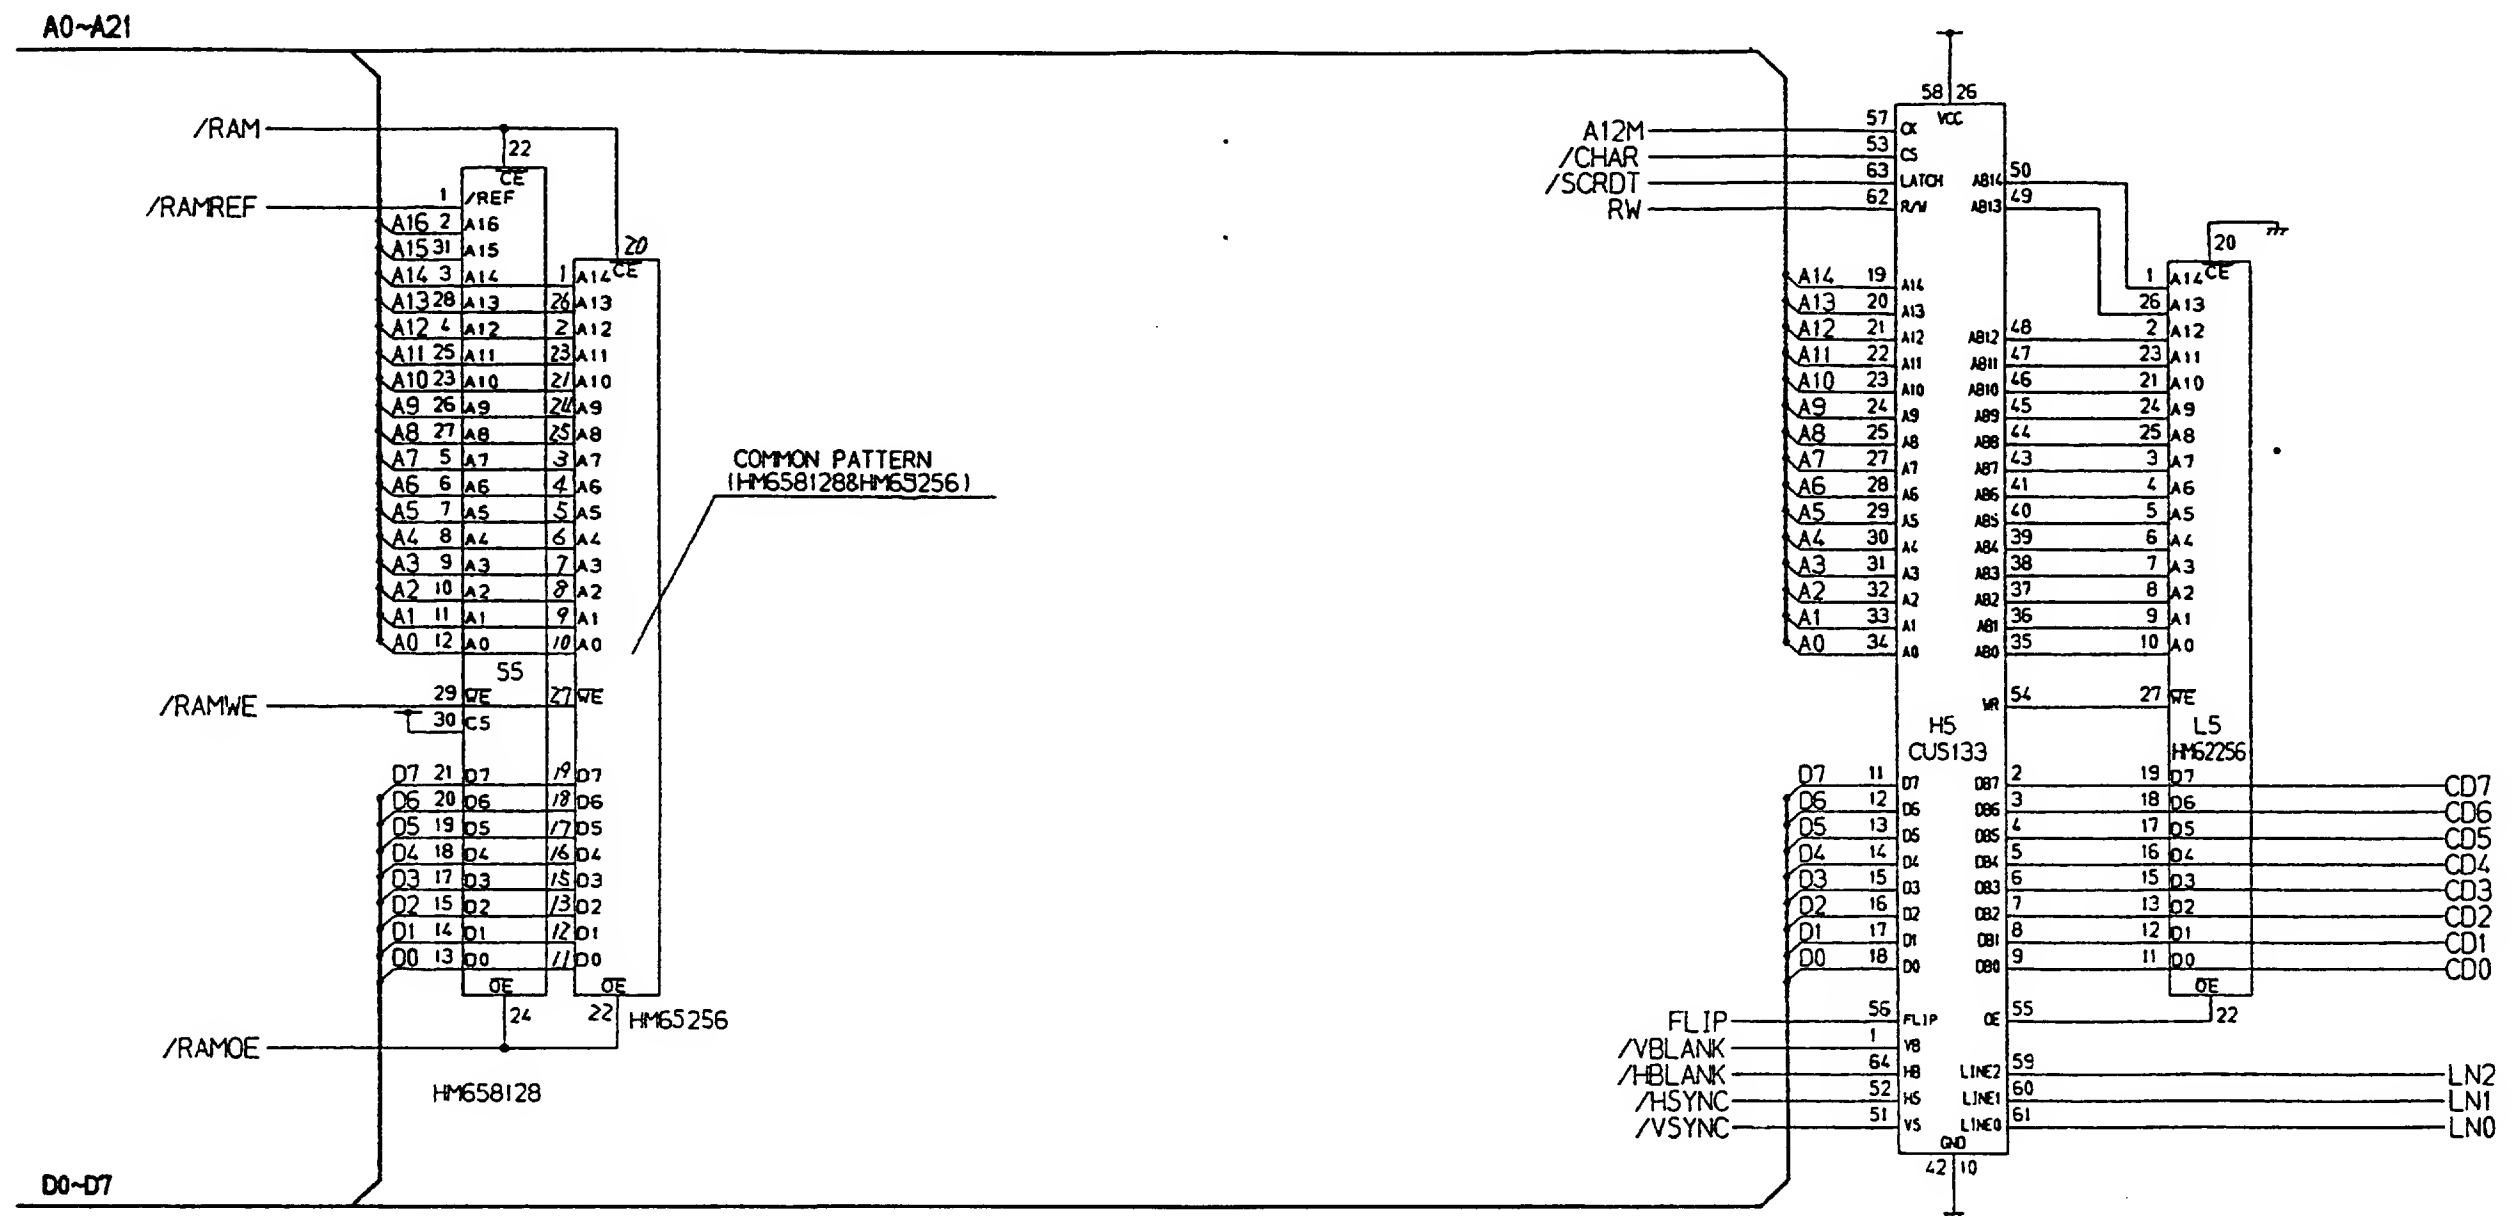 A0~A21
/RAM
22
CE
/RAMREF 1 /REF
A16 2 A16
A15 31 A15
A14 3 A14 1 A14
A13 28 A13 26 A13
A12 4 A12 2 A12
A11 25 A11 23 A11
A10 23 A10 21 A10
A9 26 A9 24 A9
A8 27 A8 25 A8
A7 5 A7 3 A7
A6 6 A6 4 A6
A5 7 A5 5 A5
A4 8 A4 6 A4
A3 9 A3 7 A3
A2 10 A2 8 A2
A1 11 A1 9 A1
A0 12 A0 10 A0
20
CE
55
/RAMWE 29 WE 27 WE
30 CS
D7 21 D7 19 D7
D6 20 D6 18 D6
D5 19 D5 17 D5
D4 18 D4 16 D4
D3 17 D3 15 D3
D2 15 D2 13 D2
D1 14 D1 12 D1
D0 13 D0 11 D0
OE OE
24 22 HM65256
/RAMOE
HM658128
COMMON PATTERN
(HM658128&HM65256)
D0~D7
58 26
VCC
A12M 57 CK
/CHAR 53 CS
/SCRDT 63 LATCH
RW 62 R/W
A14 19 A14
A13 20 A13
A12 21 A12
A11 22 A11
A10 23 A10
A9 24 A9
A8 25 A8
A7 27 A7
A6 28 A6
A5 29 A5
A4 30 A4
A3 31 A3
A2 32 A2
A1 33 A1
A0 34 A0
H5
CUS133
D7 11 D7
D6 12 D6
D5 13 D5
D4 14 D4
D3 15 D3
D2 16 D2
D1 17 D1
D0 18 D0
FLIP 56 FLIP
/VBLANK 1 VB
/HBLANK 64 HB
/HSYNC 52 HS
/VSYNC 51 VS
GND
42 10
20
CE
AB14 50 1 A14
AB13 49 26 A13
AB12 48 2 A12
AB11 47 23 A11
AB10 46 21 A10
AB9 45 24 A9
AB8 44 25 A8
AB7 43 3 A7
AB6 41 4 A6
AB5 40 5 A5
AB4 39 6 A4
AB3 38 7 A3
AB2 37 8 A2
AB1 36 9 A1
AB0 35 10 A0
WR 54 27 WE
L5
HM62256
DB7 2 19 D7 CD7
DB6 3 18 D6 CD6
DB5 4 17 D5 CD5
DB4 5 16 D4 CD4
DB3 6 15 D3 CD3
DB2 7 13 D2 CD2
DB1 8 12 D1 CD1
DB0 9 11 D0 CD0
OE
OE 55 22
LINE2 59 LN2
LINE1 60 LN1
LINE0 61 LN0